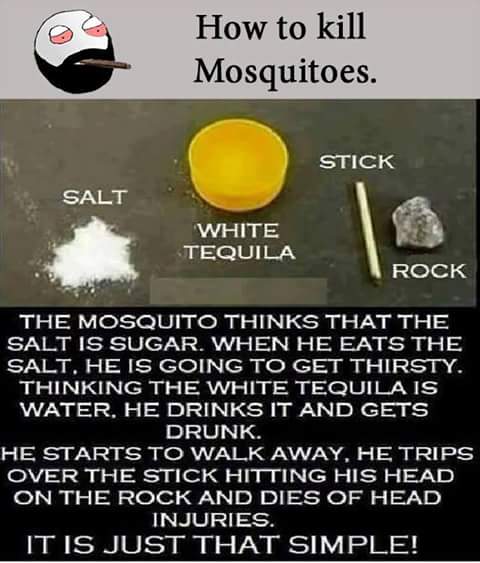 How to kill
Mosquitoes.
STICK
SALT
WHITE
TEQUILA
ROCK
THE MOSQUITO THINKS THAT THE
SALT IS SUGAR. WHEN HE EATS THE
SALT, HE IS GOING TO GET THIRSTY.
THINKING THE WHITE TEQUILA IS
WATER, HE DRINKS IT AND GETS
DRUNK.
HE STARTS TO WALK AWAY, HE TRIPS
OVER THE STICK HITTING HIS HEAD
ON THE ROCK AND DIES OF HEAD
INJURIES.
IT IS JUST THAT SIMPLE!